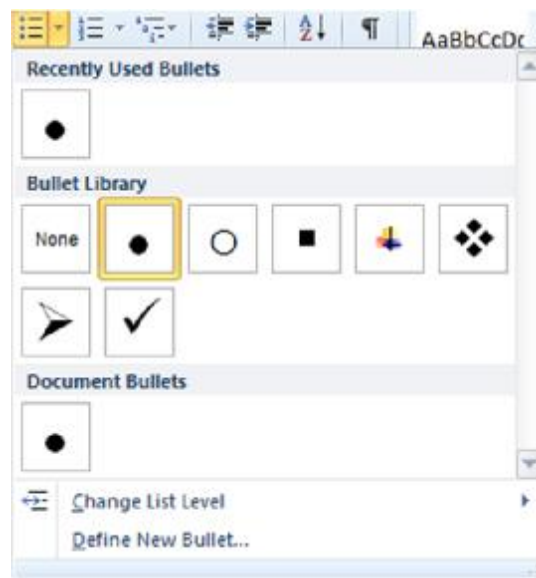 AaBbCcDc
Recently Used Bullets
Bullet Library
None
Document Bullets
Change List Level
Define New Bullet...